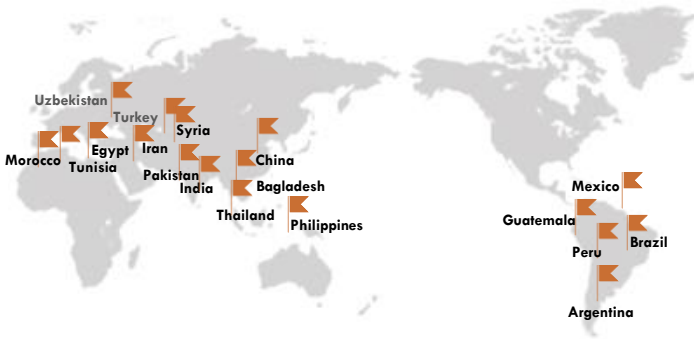 Uzbekistan
Turkey
Syria
Morocco
Tunisia
Egypt
Iran
Pakistan
India
China
Bagladesh
Thailand
Philippines
Mexico
Guatemala
Brazil
Peru
Argentina